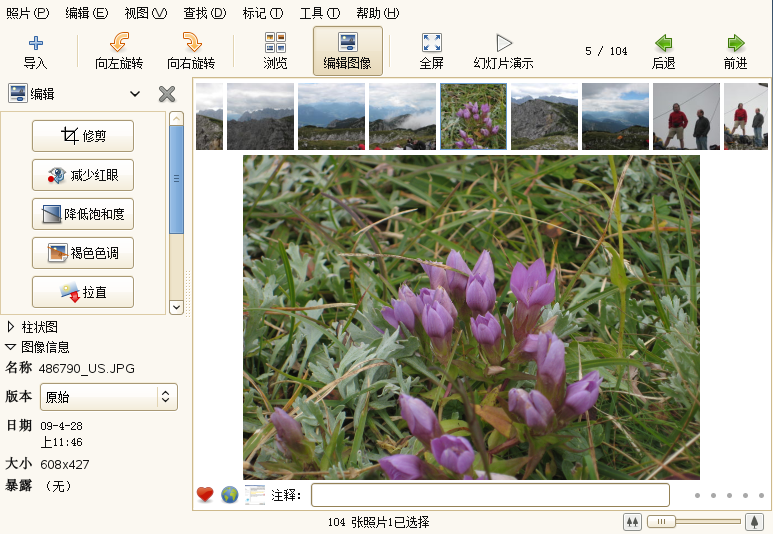 照片(P) 编辑(E) 视图(V) 查找(D) 标记(T) 工具(T) 帮助(H)
导入 向左旋转 向右旋转 浏览 编辑图像 全屏 幻灯片演示 5 / 104 后退 前进
编辑
修剪
减少红眼
降低饱和度
褐色色调
拉直
柱状图
图像信息
名称 486790_US.JPG
版本 原始
日期 09-4-28
上11:46
大小 608x427
暴露 （无）
注释：
104 张照片1已选择